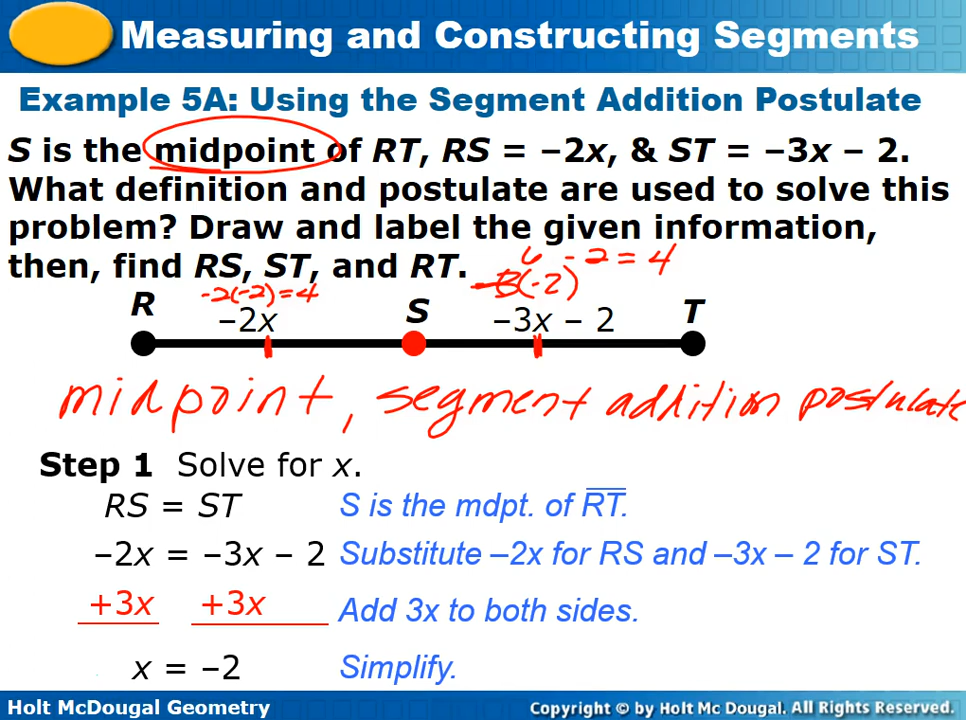 Measuring and Constructing Segments
Example 5A: Using the Segment Addition Postulate
S is the midpoint of RT, RS = –2x, & ST = –3x – 2.
What definition and postulate are used to solve this
problem? Draw and label the given information,
then, find RS, ST, and RT.
6 - 2 = 4
-2(-2)=4 -3(-2)
R –2x S –3x – 2 T
midpoint, segment addition postulate
Step 1 Solve for x.
RS = ST S is the mdpt. of R͞T͞.
–2x = –3x – 2 Substitute –2x for RS and –3x – 2 for ST.
+3x +3x Add 3x to both sides.
x = –2 Simplify.
Holt McDougal Geometry Copyright © by Holt Mc Dougal. All Rights Reserved.